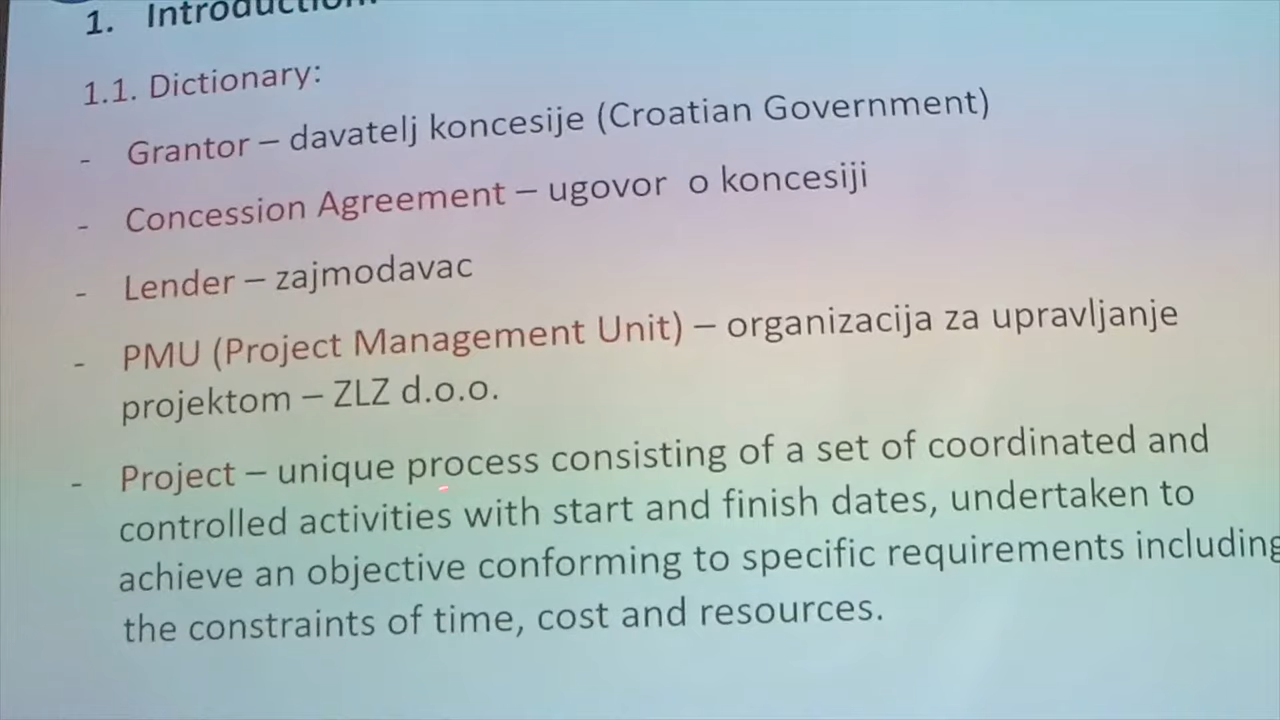 1. Introduction
1.1. Dictionary:
- Grantor – davatelj koncesije (Croatian Government)
- Concession Agreement – ugovor o koncesiji
- Lender – zajmodavac
- PMU (Project Management Unit) – organizacija za upravljanje
projektom – ZLZ d.o.o.
- Project – unique process consisting of a set of coordinated and
controlled activities with start and finish dates, undertaken to
achieve an objective conforming to specific requirements including
the constraints of time, cost and resources.